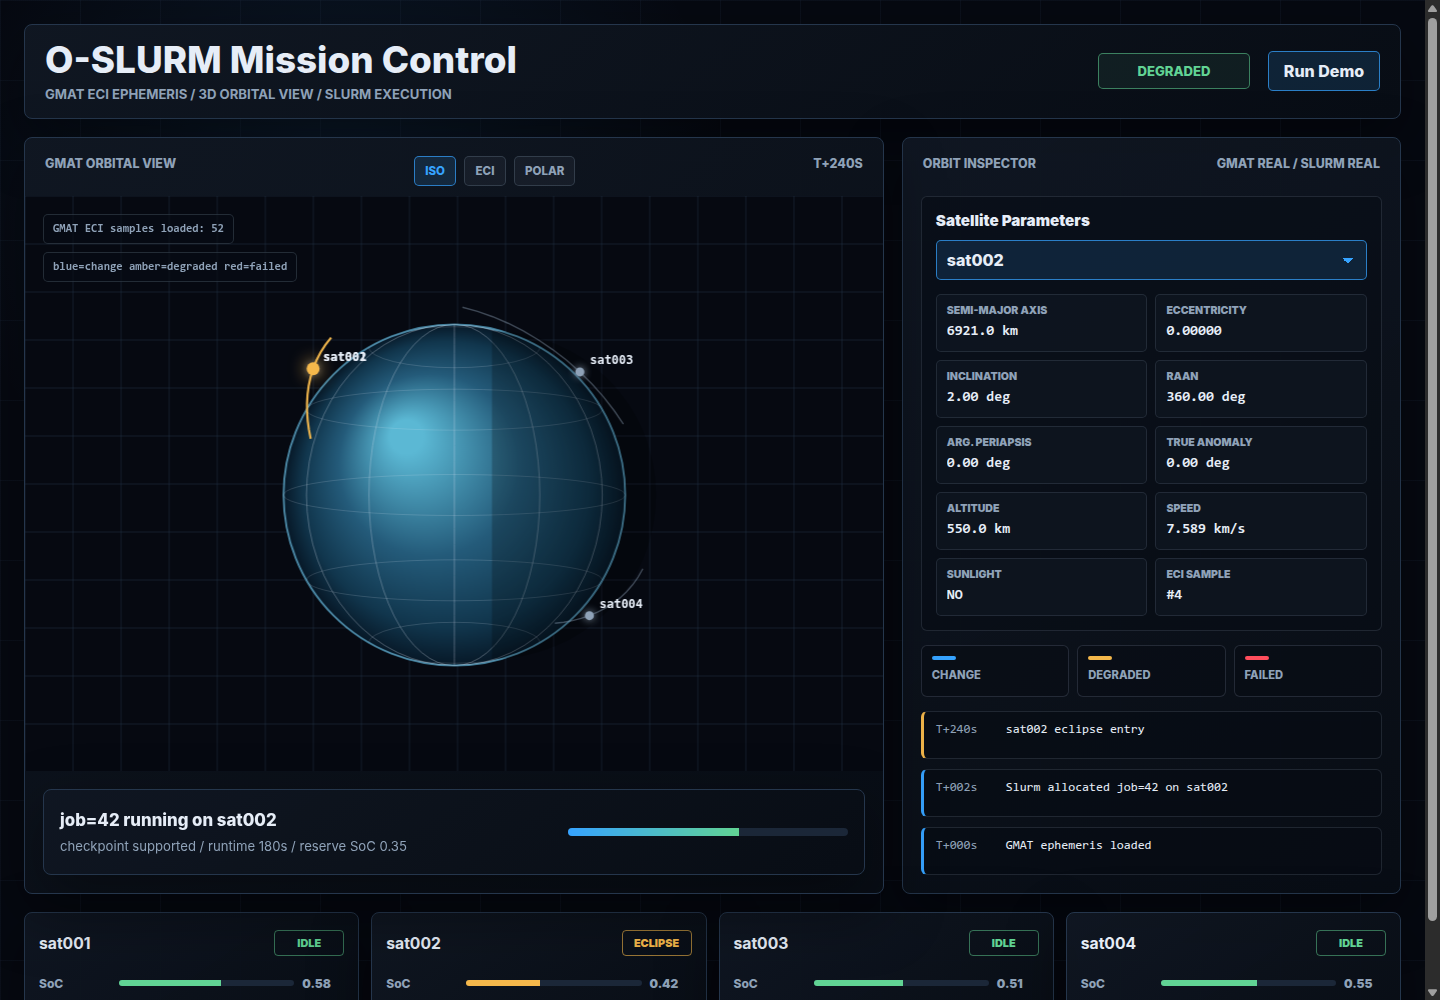 O-SLURM Mission Control
GMAT ECI EPHEMERIS / 3D ORBITAL VIEW / SLURM EXECUTION
DEGRADED
Run Demo
GMAT ORBITAL VIEW
ISO
ECI
POLAR
T+240S
GMAT ECI samples loaded: 52
blue=change amber=degraded red=failed
sat002
sat003
sat004
job=42 running on sat002
checkpoint supported / runtime 180s / reserve SoC 0.35
ORBIT INSPECTOR
GMAT REAL / SLURM REAL
Satellite Parameters
sat002
SEMI-MAJOR AXIS
6921.0 km
ECCENTRICITY
0.00000
INCLINATION
2.00 deg
RAAN
360.00 deg
ARG. PERIAPSIS
0.00 deg
TRUE ANOMALY
0.00 deg
ALTITUDE
550.0 km
SPEED
7.589 km/s
SUNLIGHT
NO
ECI SAMPLE
#4
CHANGE
DEGRADED
FAILED
T+240s sat002 eclipse entry
T+002s Slurm allocated job=42 on sat002
T+000s GMAT ephemeris loaded
sat001
IDLE
SoC 0.58
sat002
ECLIPSE
SoC 0.42
sat003
IDLE
SoC 0.51
sat004
IDLE
SoC 0.55